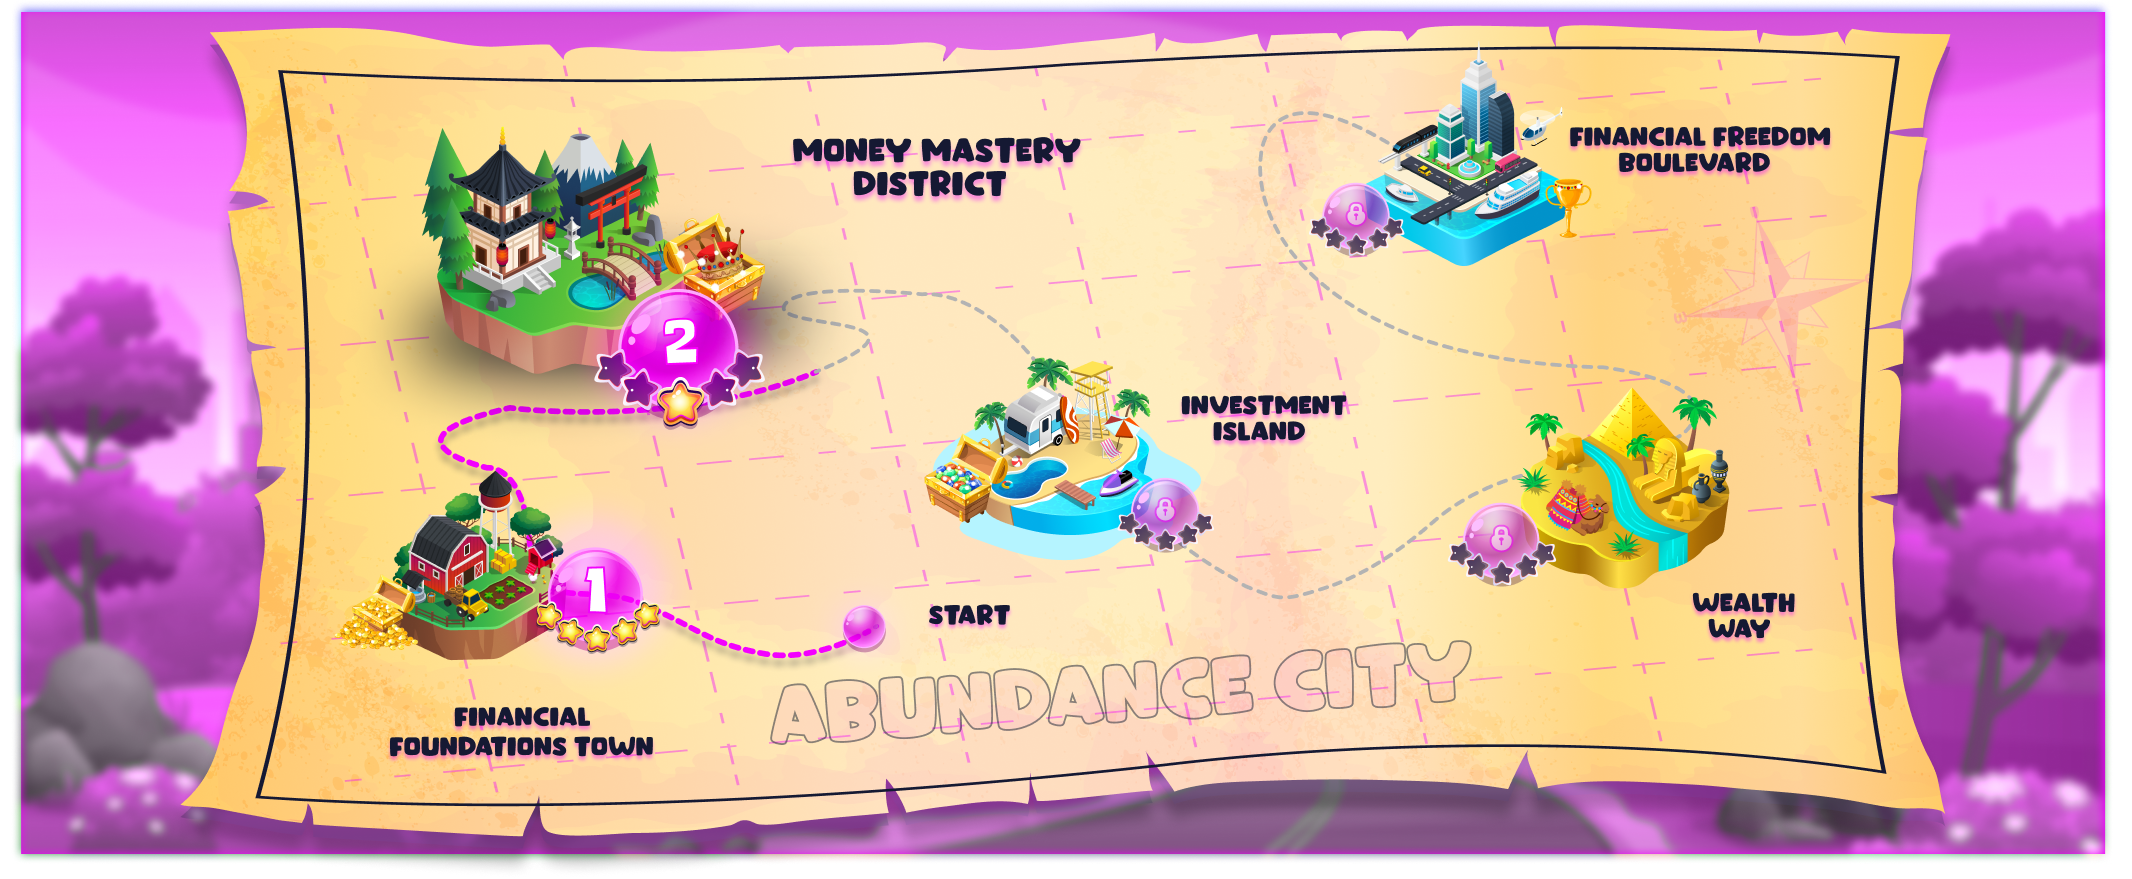 MONEY MASTERY
DISTRICT
FINANCIAL FREEDOM
BOULEVARD
2
W
INVESTMENT
ISLAND
1
START
WEALTH
WAY
ABUNDANCE CITY
FINANCIAL
FOUNDATIONS TOWN